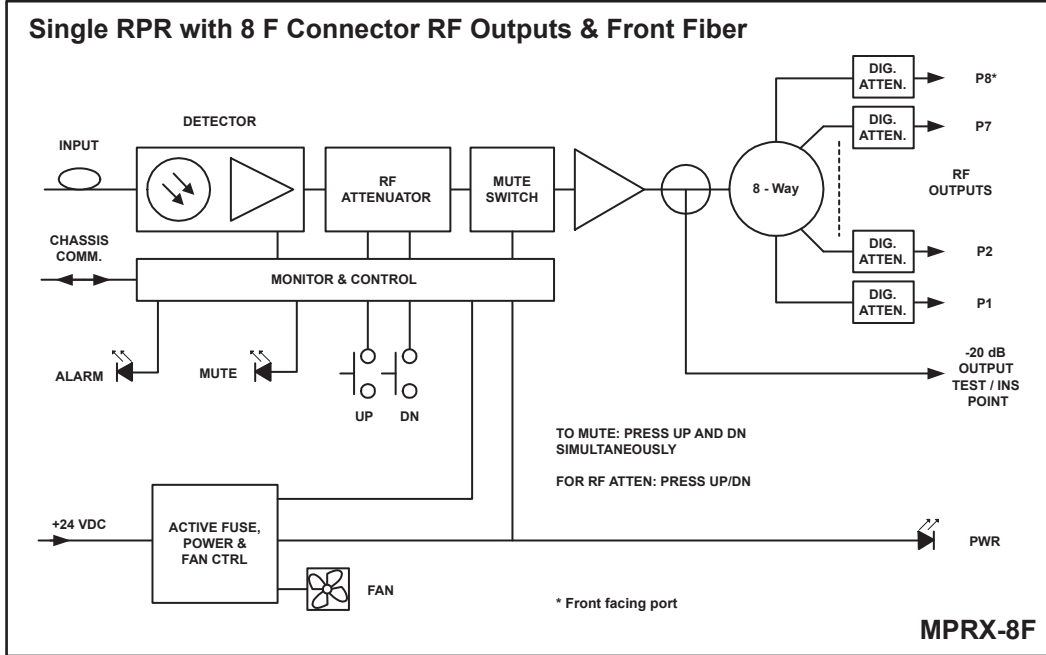 Single RPR with 8 F Connector RF Outputs & Front Fiber
DIG.
ATTEN.
P8*
DETECTOR
INPUT
DIG.
ATTEN.
P7
RF
ATTENUATOR
MUTE
SWITCH
8 - Way
RF
OUTPUTS
CHASSIS
COMM.
DIG.
ATTEN.
P2
MONITOR & CONTROL
DIG.
ATTEN.
P1
ALARM
MUTE
UP
DN
-20 dB
OUTPUT
TEST / INS
POINT
TO MUTE: PRESS UP AND DN
SIMULTANEOUSLY
FOR RF ATTEN: PRESS UP/DN
+24 VDC
ACTIVE FUSE,
POWER &
FAN CTRL
PWR
FAN
* Front facing port
MPRX-8F